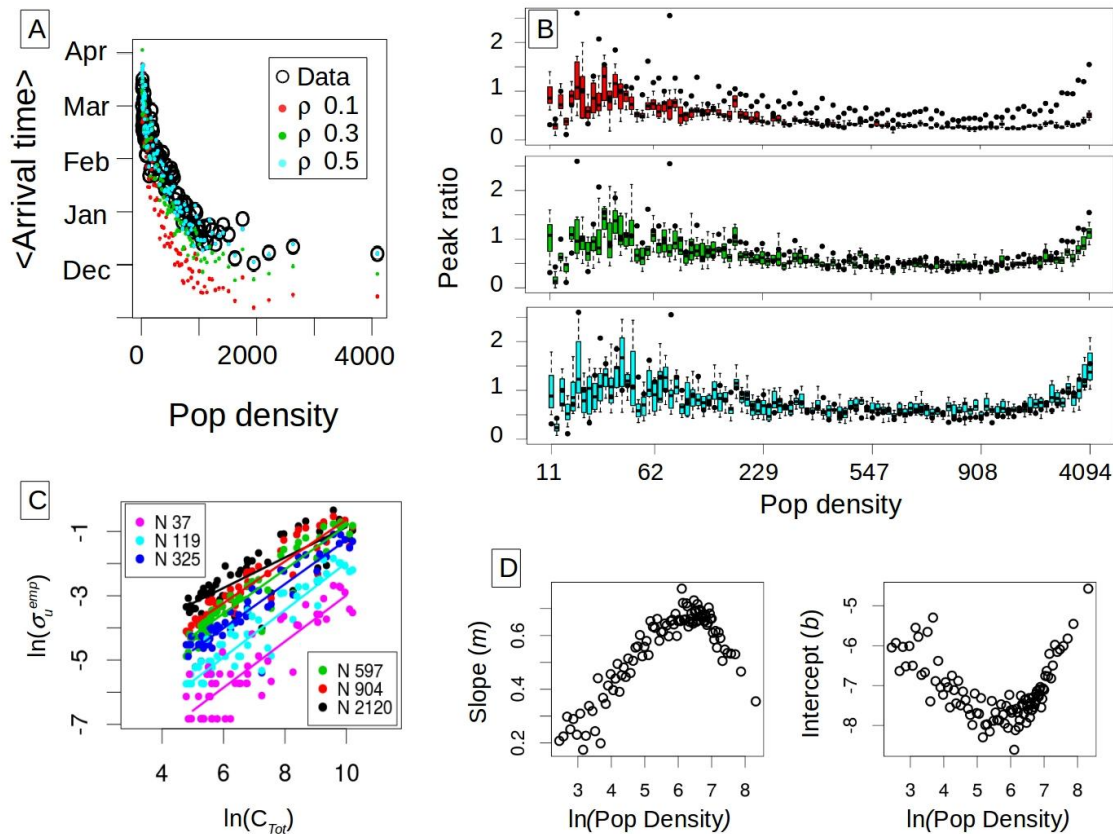 A
Apr
Mar
Feb
Jan
Dec
<Arrival time>
Data
ρ 0.1
ρ 0.3
ρ 0.5
0
2000
4000
Pop density
B
2
1
0
2
1
0
2
1
0
Peak ratio
11
62
229
547
908
4094
Pop density
C
N 37
N 119
N 325
N 597
N 904
N 2120
-1
-3
-5
-7
ln(σ_u^emp)
4
6
8
10
ln(C_Tot)
D
0.6
0.4
0.2
Slope (m)
3 4 5 6 7 8
ln(Pop Density)
-5
-6
-7
-8
Intercept (b)
3 4 5 6 7 8
ln(Pop Density)